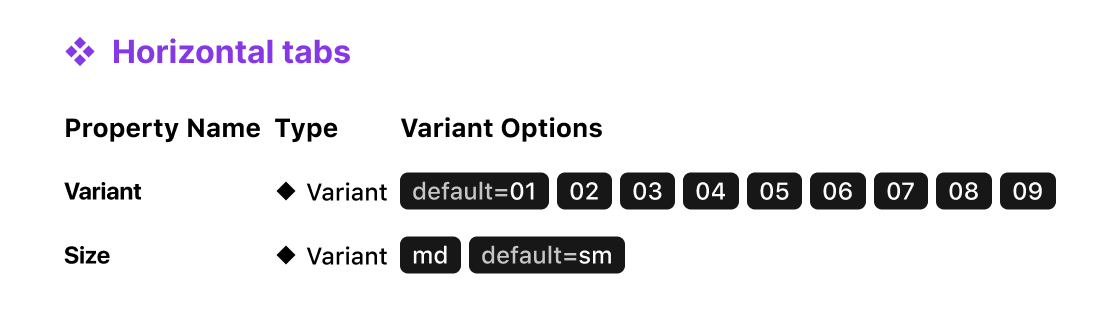 Horizontal tabs
Property Name Type Variant Options
Variant Variant default=01 02 03 04 05 06 07 08 09
Size Variant md default=sm